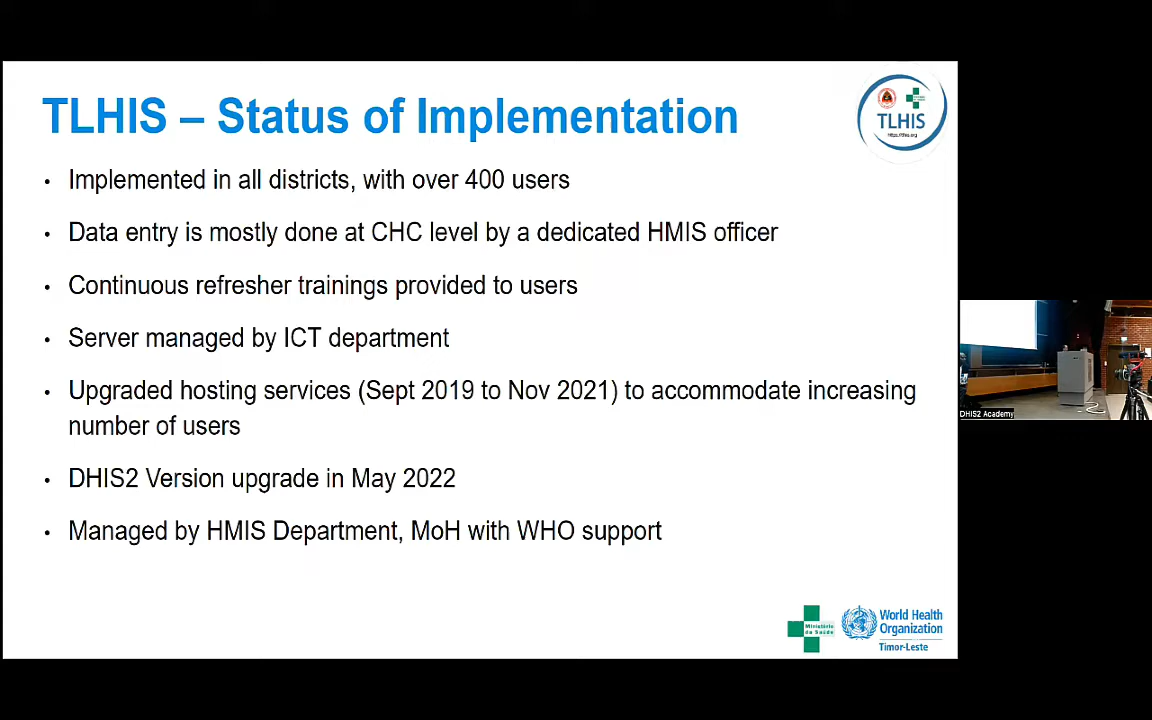 TLHIS – Status of Implementation
TLHIS
https://tlhis.org
• Implemented in all districts, with over 400 users
• Data entry is mostly done at CHC level by a dedicated HMIS officer
• Continuous refresher trainings provided to users
• Server managed by ICT department
• Upgraded hosting services (Sept 2019 to Nov 2021) to accommodate increasing
number of users
• DHIS2 Version upgrade in May 2022
• Managed by HMIS Department, MoH with WHO support
Ministério
da Saúde
World Health
Organization
Timor-Leste
DHIS2 Academy